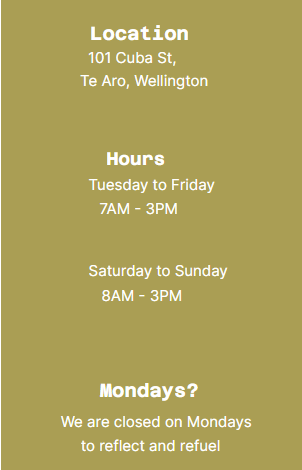 Location
101 Cuba St,
Te Aro, Wellington
Hours
Tuesday to Friday
7AM - 3PM
Saturday to Sunday
8AM - 3PM
Mondays?
We are closed on Mondays
to reflect and refuel